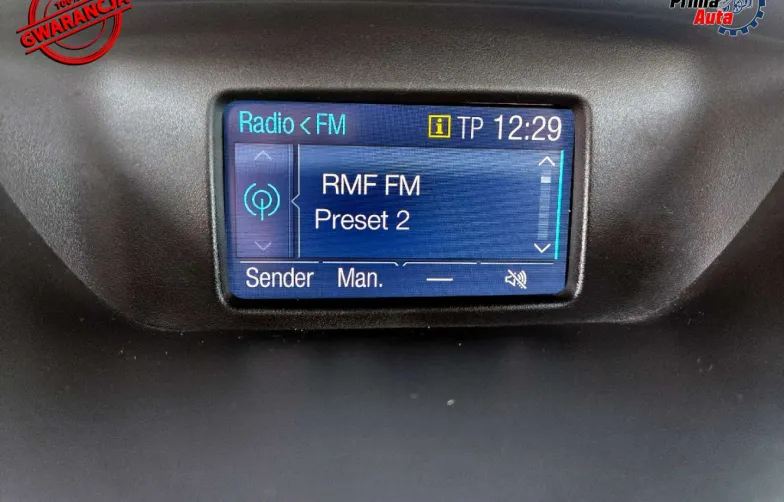 GWARANCJA
Prima
Auta
Radio < FM
i TP 12:29
RMF FM
Preset 2
Sender Man. —